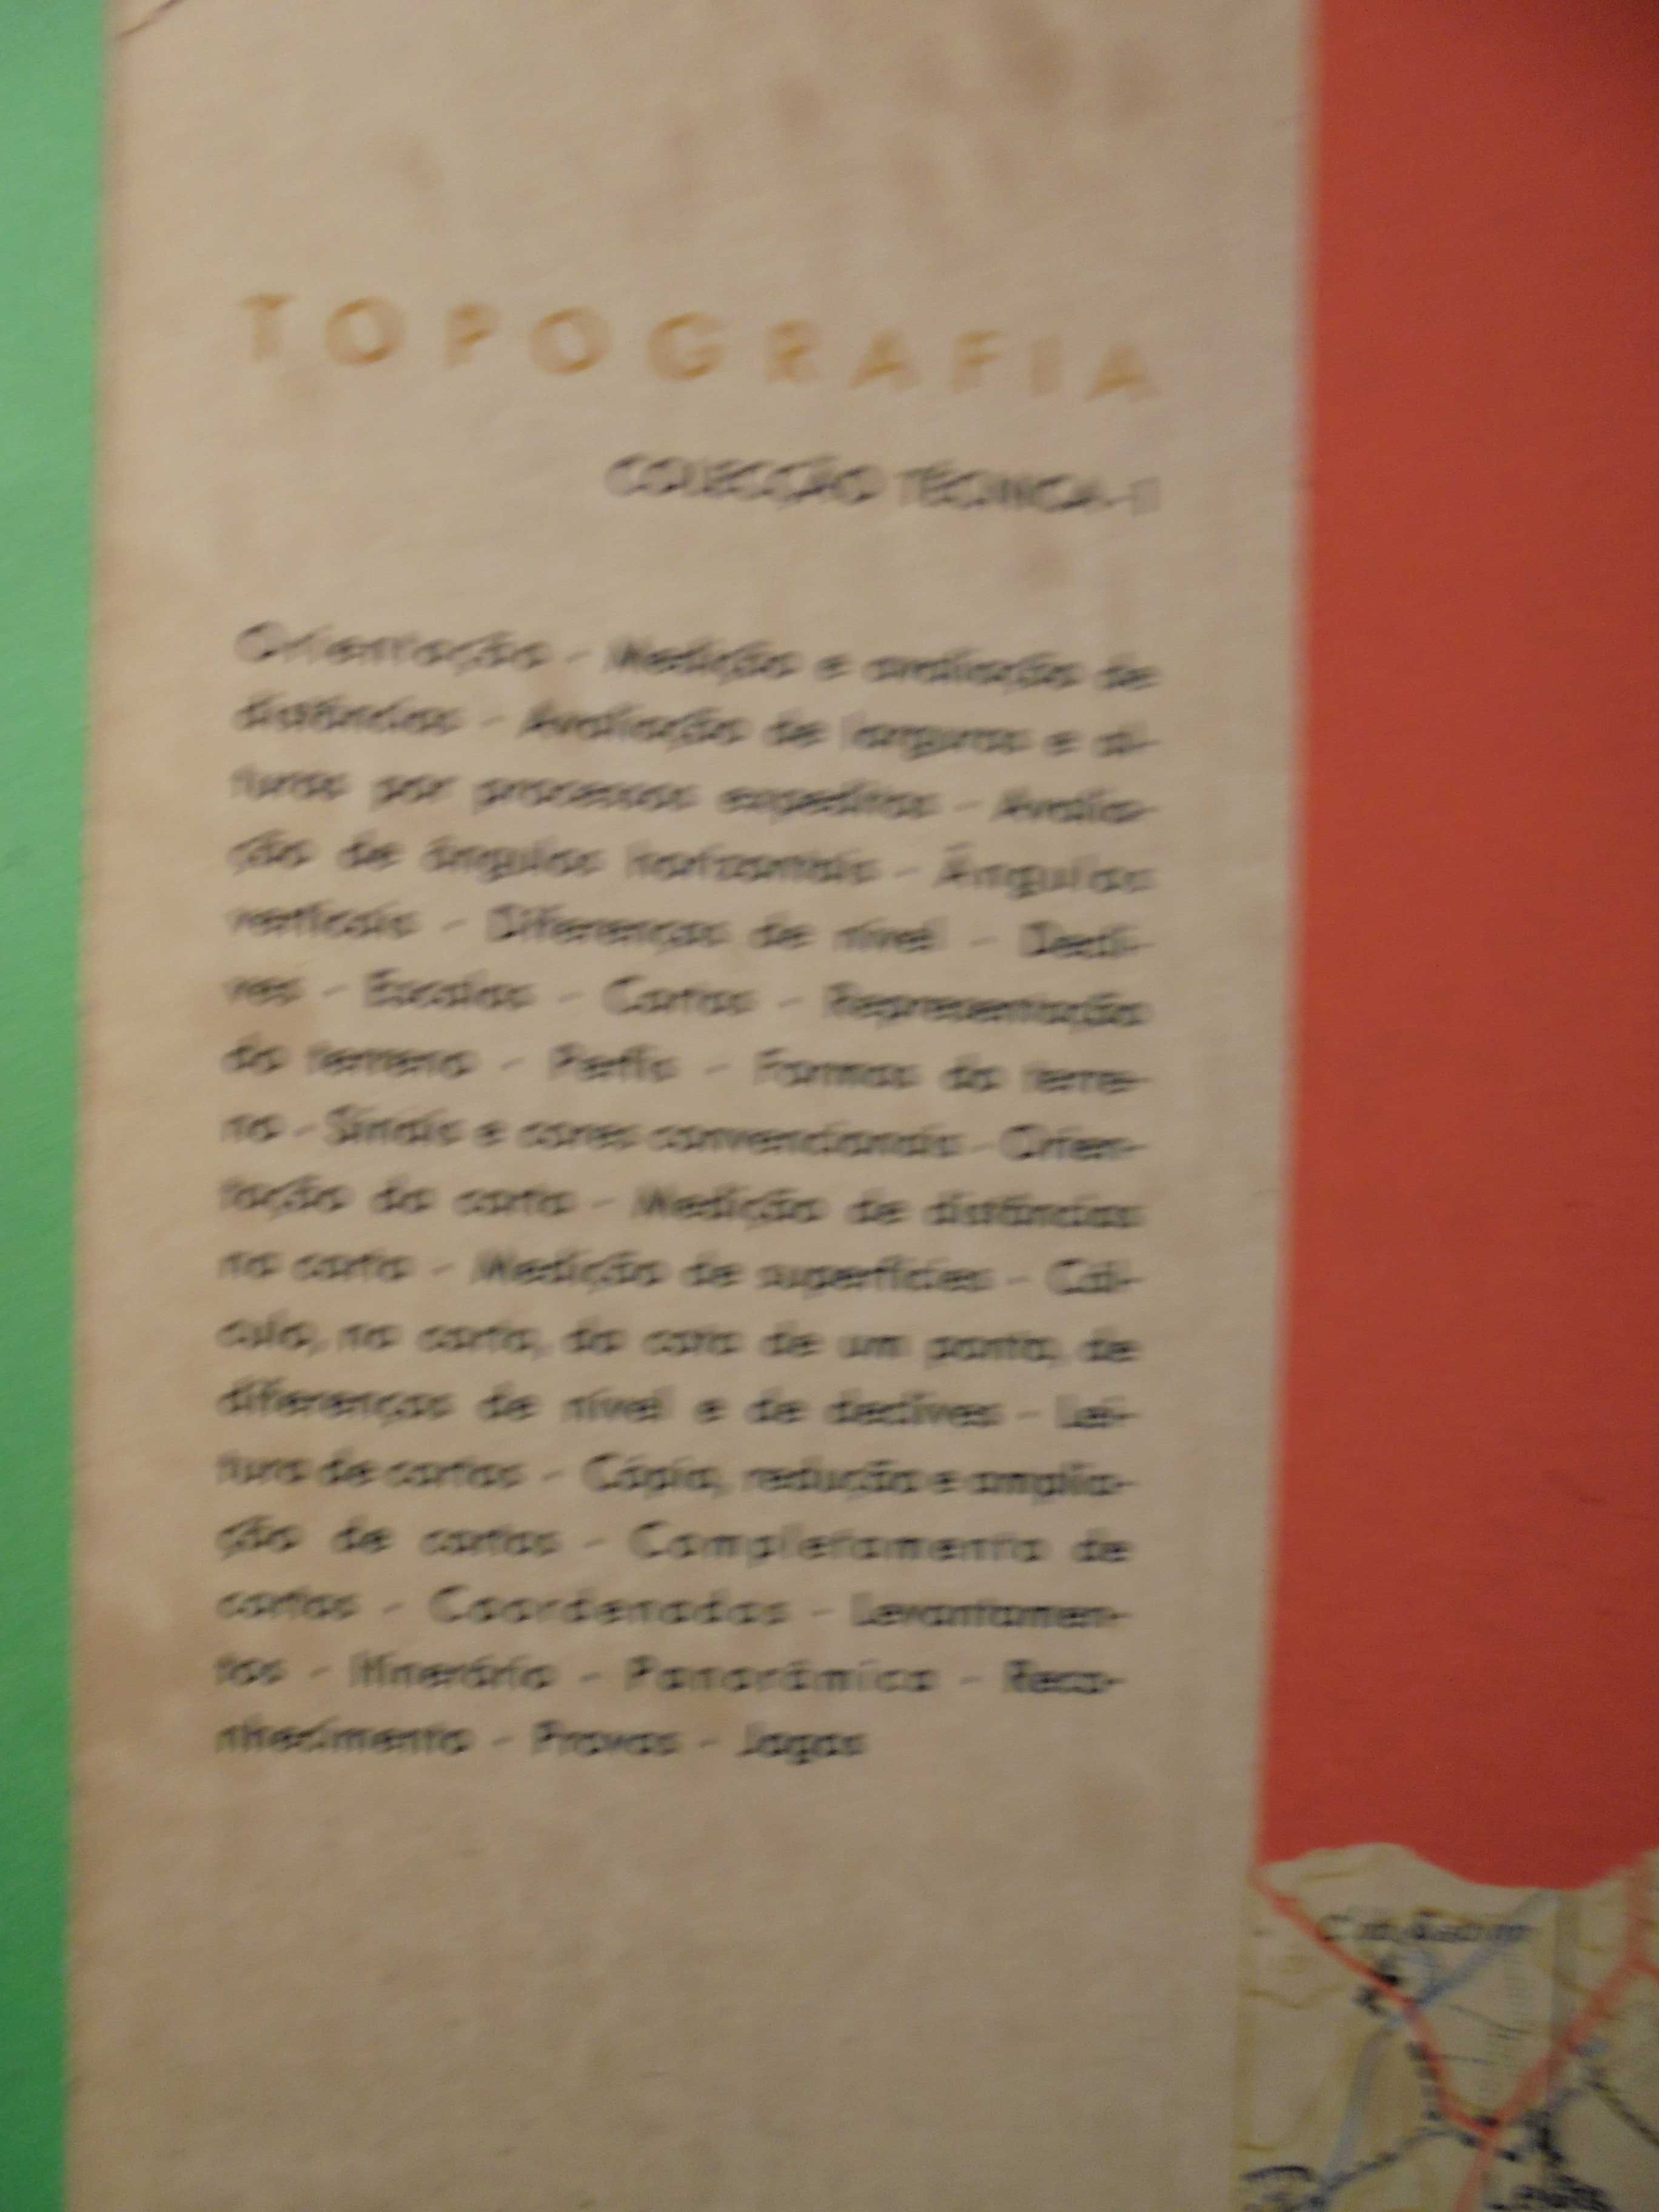 TOPOGRAFIA
COLECÇÃO TÉCNICA-II
Orientação - Medição e avaliação de
distâncias - Avaliação de larguras e al-
turas por processos expeditos - Avalia-
ção de ângulos horizontais - Ângulos
verticais - Diferenças de nível - Decli-
ves - Escalas - Cartas - Representação
do terreno - Perfis - Formas do terre-
no - Sinais e cores convencionais - Orien-
tação da carta - Medição de distâncias
na carta - Medição de superfícies - Cál-
culo, na carta, da cota de um ponto, de
diferenças de nível e de declives - Lei-
tura de cartas - Cópia, redução e amplia-
ção de cartas - Completamento de
cartas - Coordenadas - Levantamen-
tos - Itinerário - Panorâmica - Reco-
nhecimento - Provas - Jogos